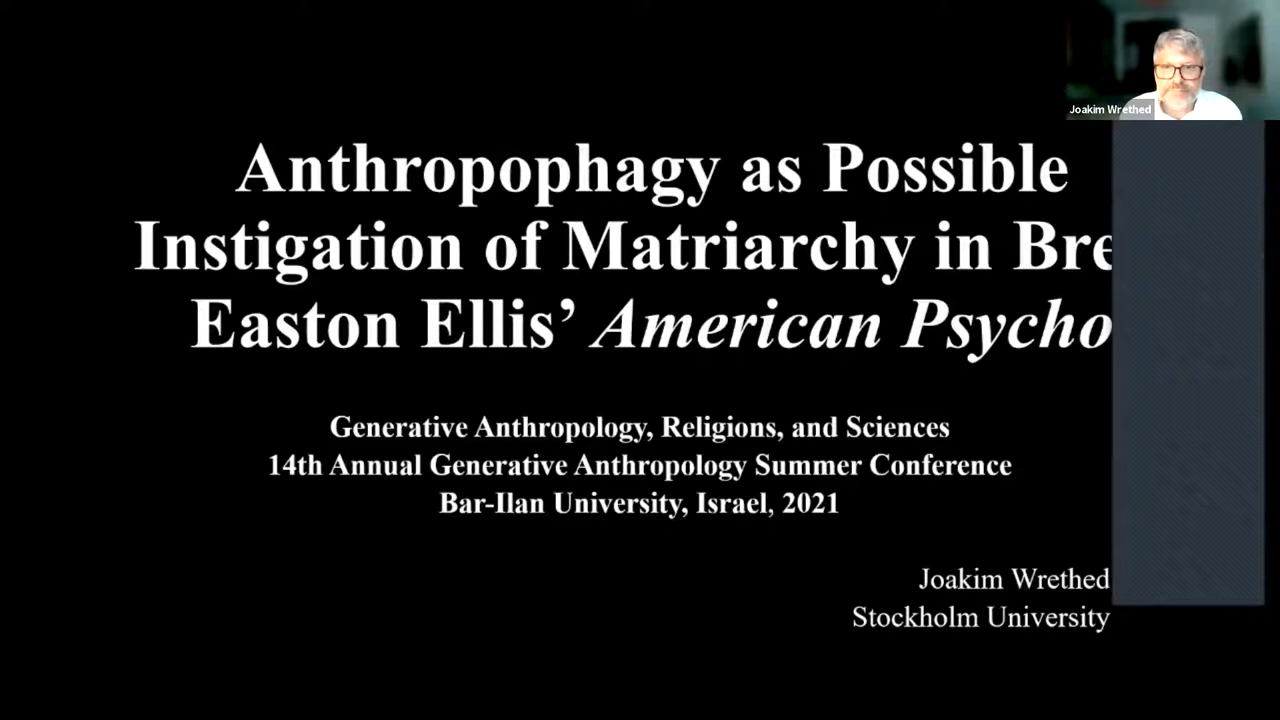 Joakim Wrethed
Anthropophagy as Possible
Instigation of Matriarchy in Bre
Easton Ellis’ American Psycho
Generative Anthropology, Religions, and Sciences
14th Annual Generative Anthropology Summer Conference
Bar-Ilan University, Israel, 2021
Joakim Wrethed
Stockholm University